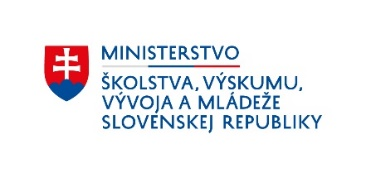 MINISTERSTVO
ŠKOLSTVA, VÝSKUMU,
VÝVOJA A MLÁDEŽE
SLOVENSKEJ REPUBLIKY